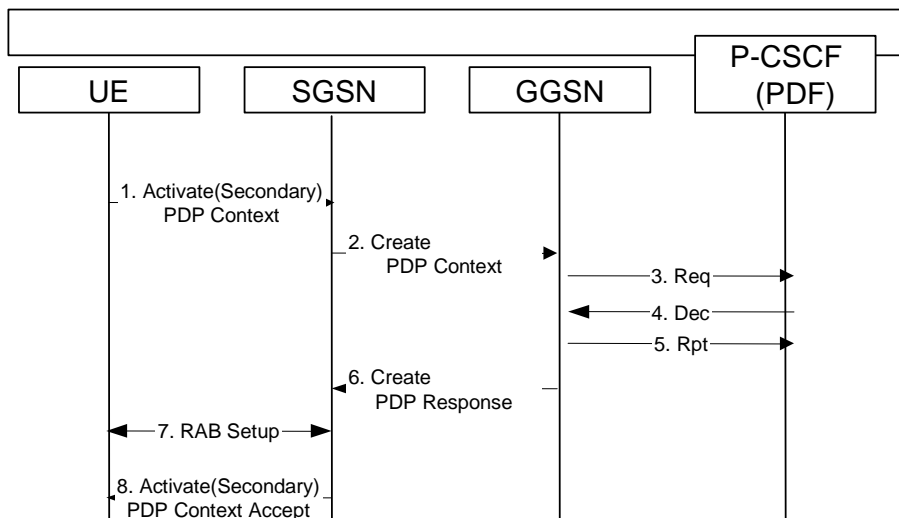 UE
SGSN
GGSN
P-CSCF
(PDF)
1. Activate(Secondary)
PDP Context
2. Create
PDP Context
3. Req
4. Dec
5. Rpt
6. Create
PDP Response
7. RAB Setup
8. Activate(Secondary)
PDP Context Accept